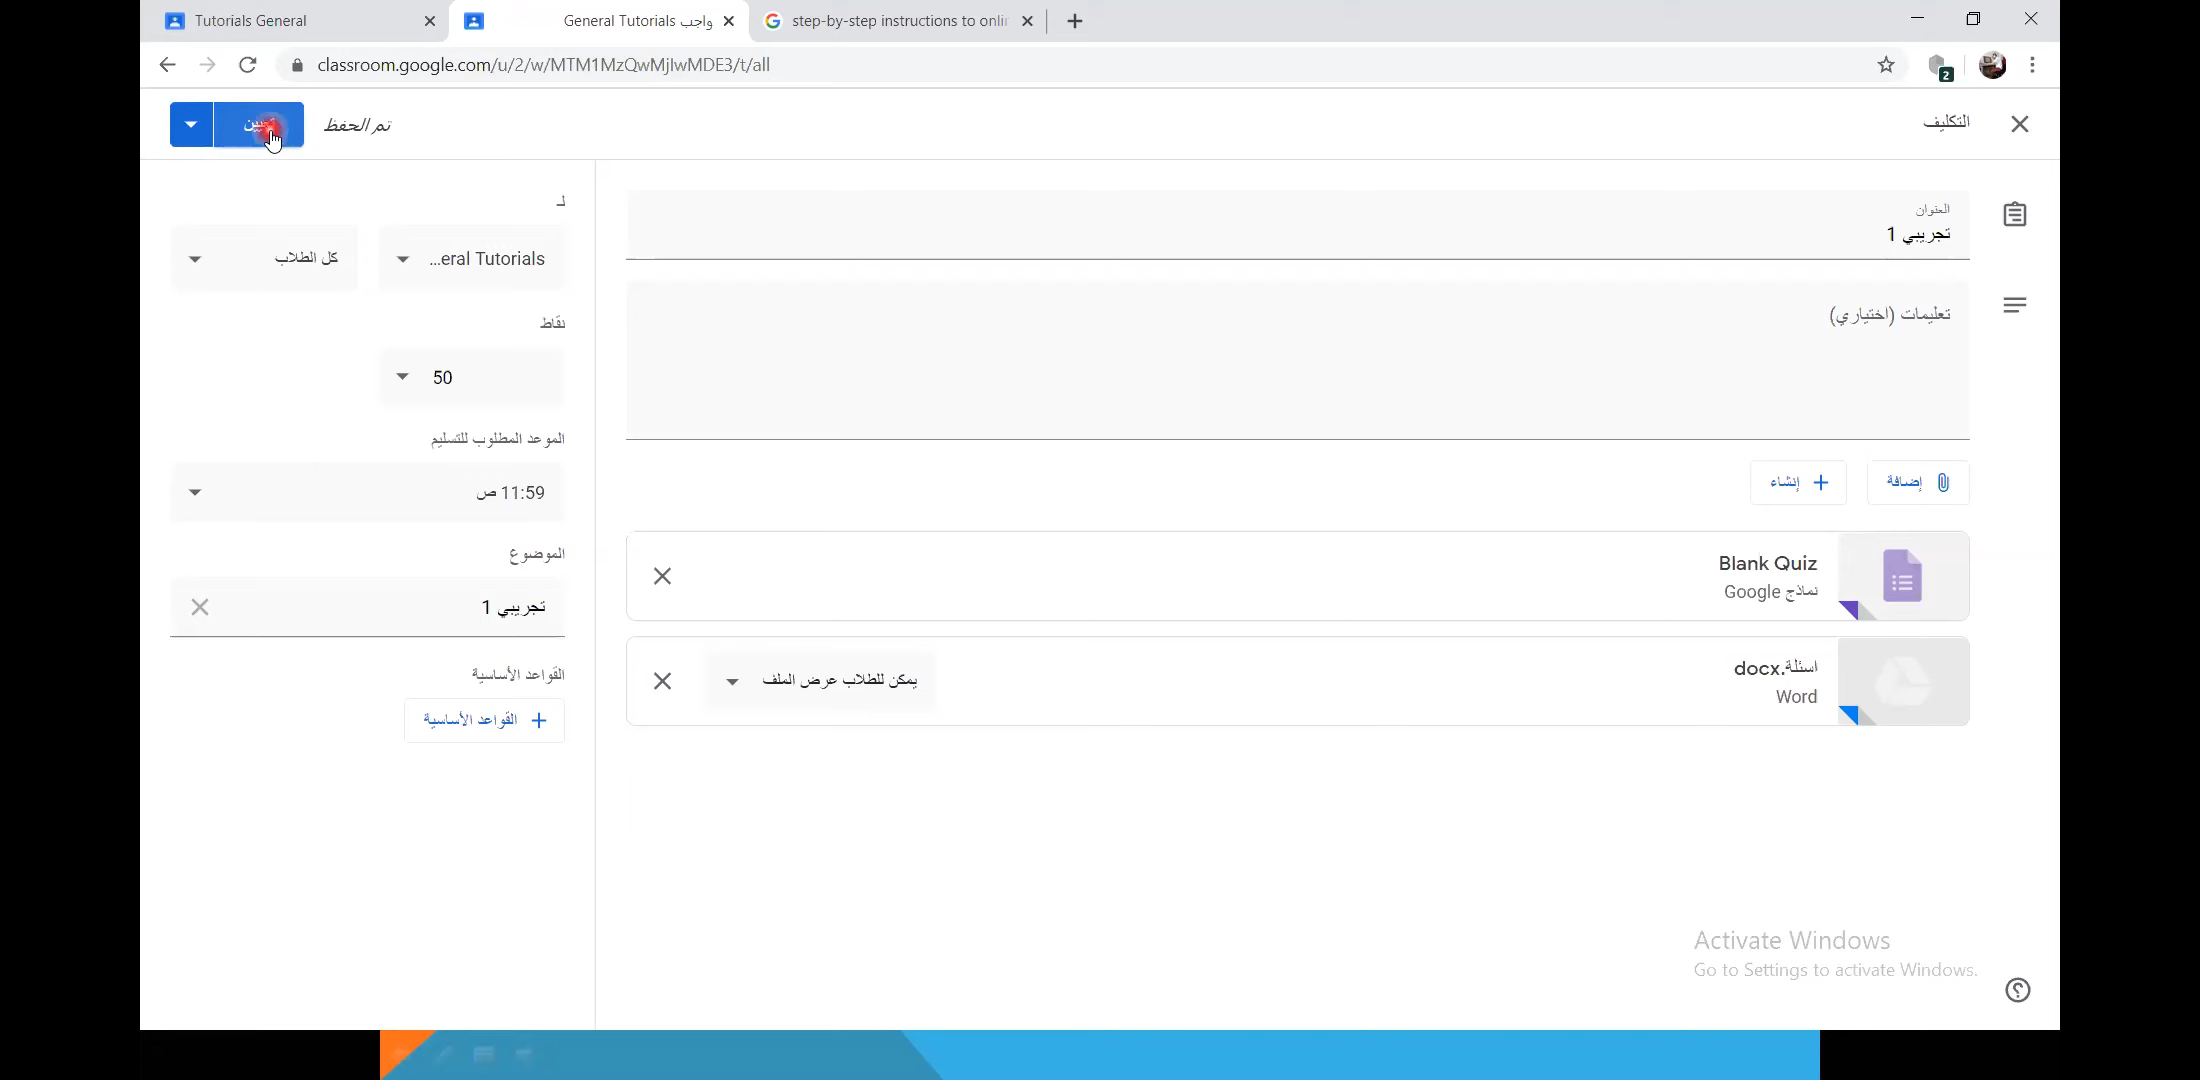 Tutorials General
General Tutorials واجب
step-by-step instructions to onli
classroom.google.com/u/2/w/MTM1MzQwMjIwMDE3/t/all
2
التكليف
تم الحفظ
تعيين
العنوان
تجريبي 1
تعليمات (اختياري)
إضافة
إنشاء
Blank Quiz
نماذج Google
اسئلة.docx
Word
يمكن للطلاب عرض الملف
لـ
...eral Tutorials
كل الطلاب
نقاط
50
الموعد المطلوب للتسليم
11:59 ص
الموضوع
تجريبي 1
القواعد الأساسية
القواعد الأساسية
Activate Windows
Go to Settings to activate Windows.